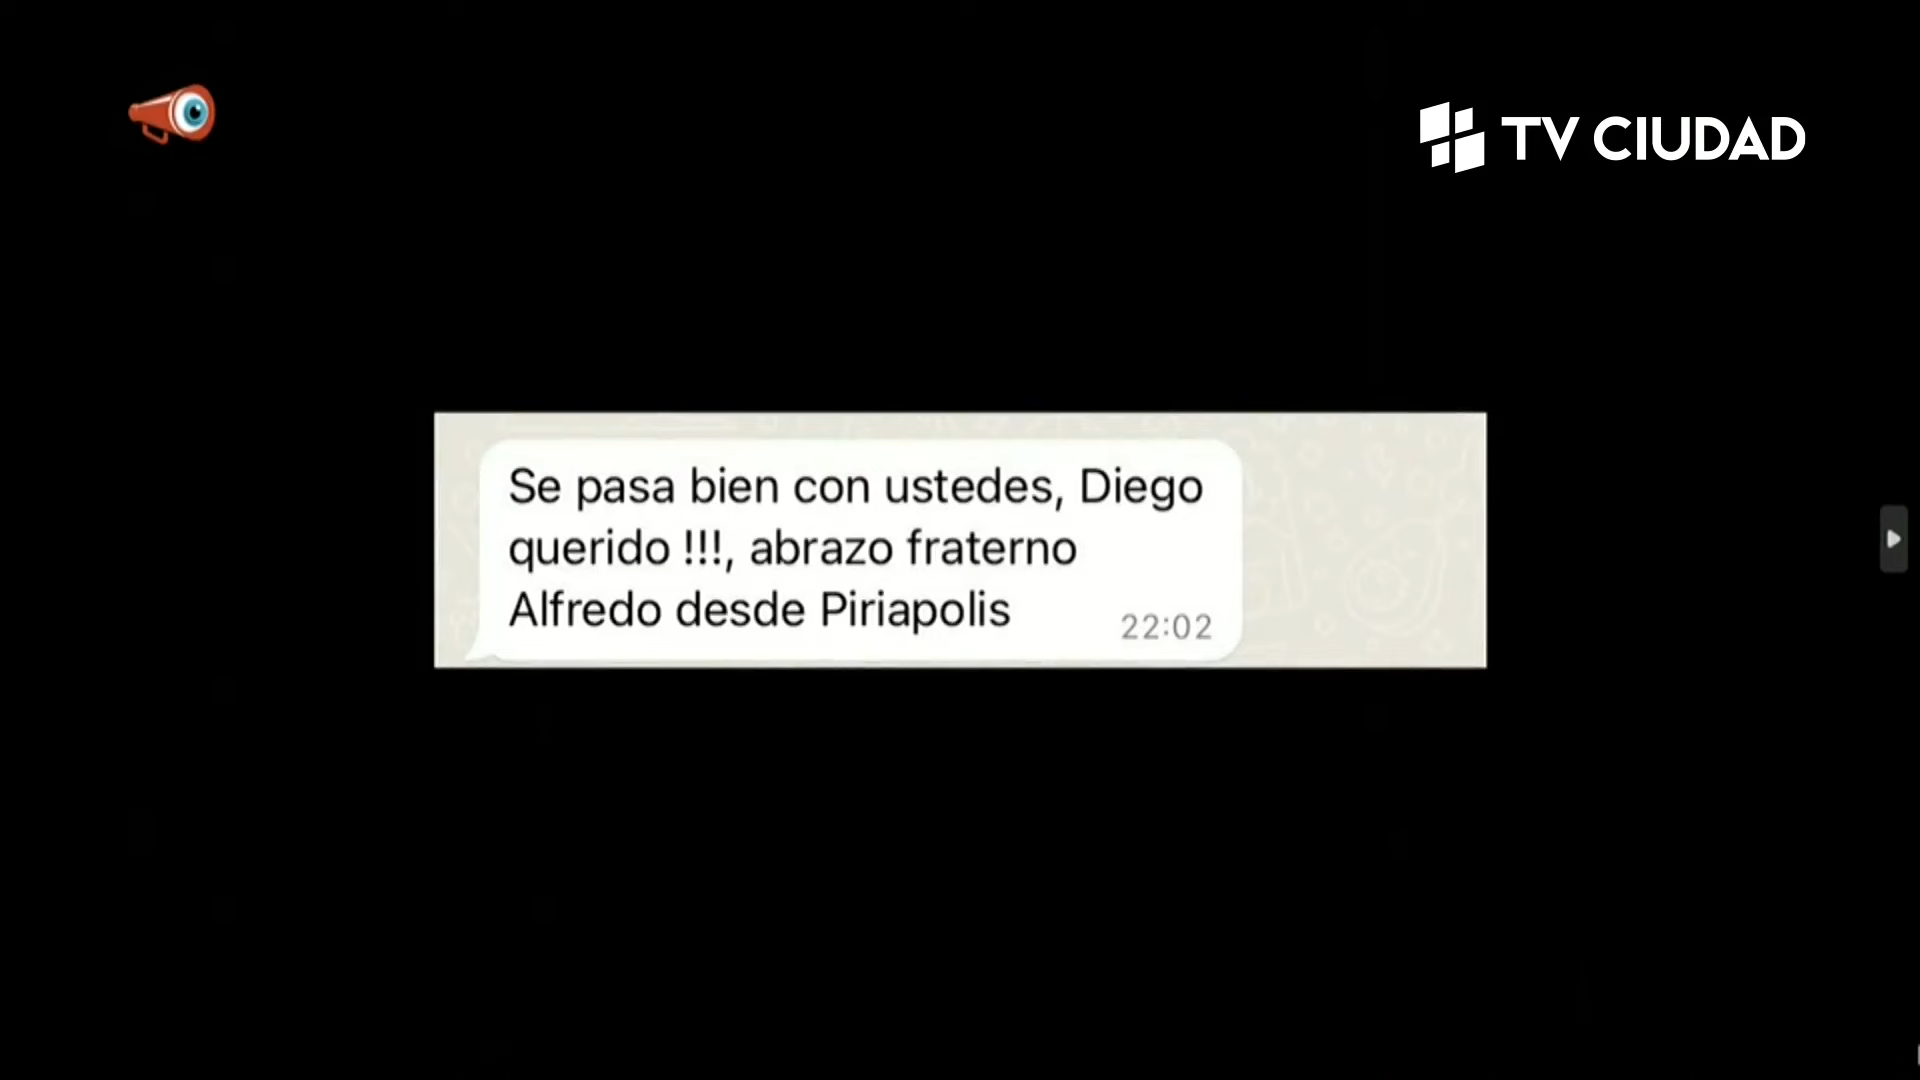 TV CIUDAD
Se pasa bien con ustedes, Diego
querido !!!, abrazo fraterno
Alfredo desde Piriapolis
22:02